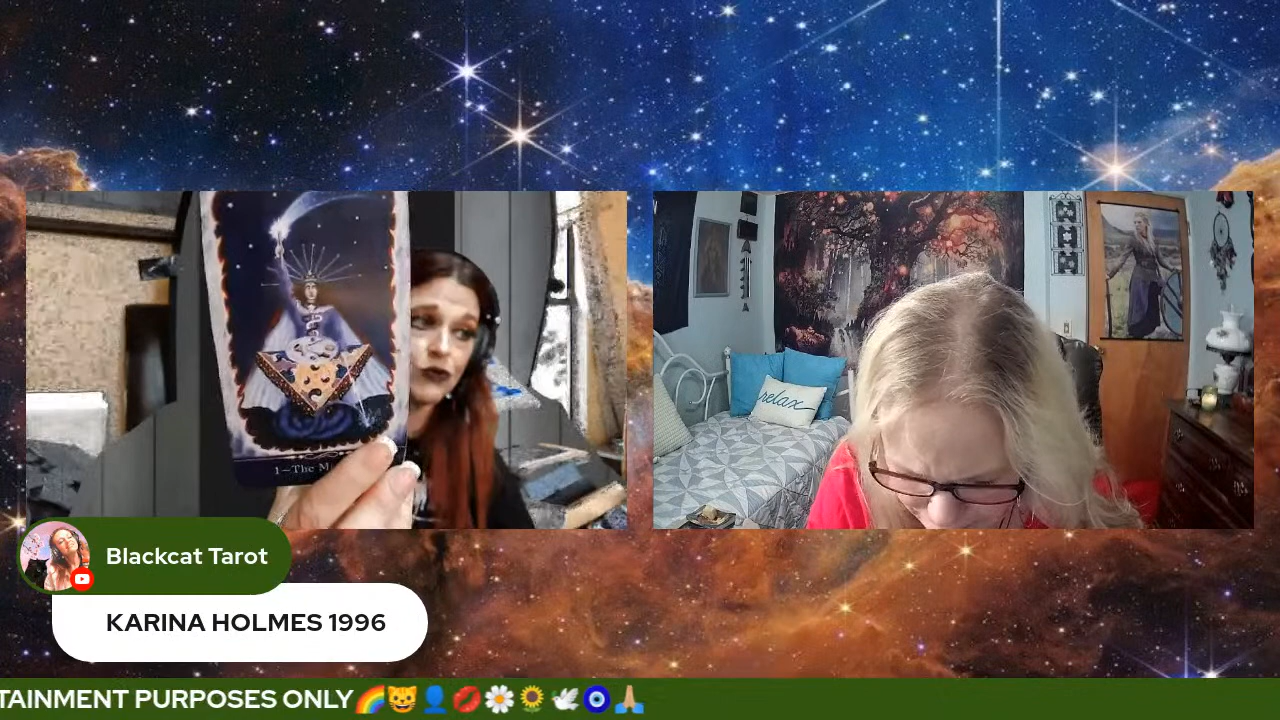 1–The M
relax
Blackcat Tarot
KARINA HOLMES 1996
TAINMENT PURPOSES ONLY🌈😺👤💋🌼🌻🕊️🧿🙏🏼